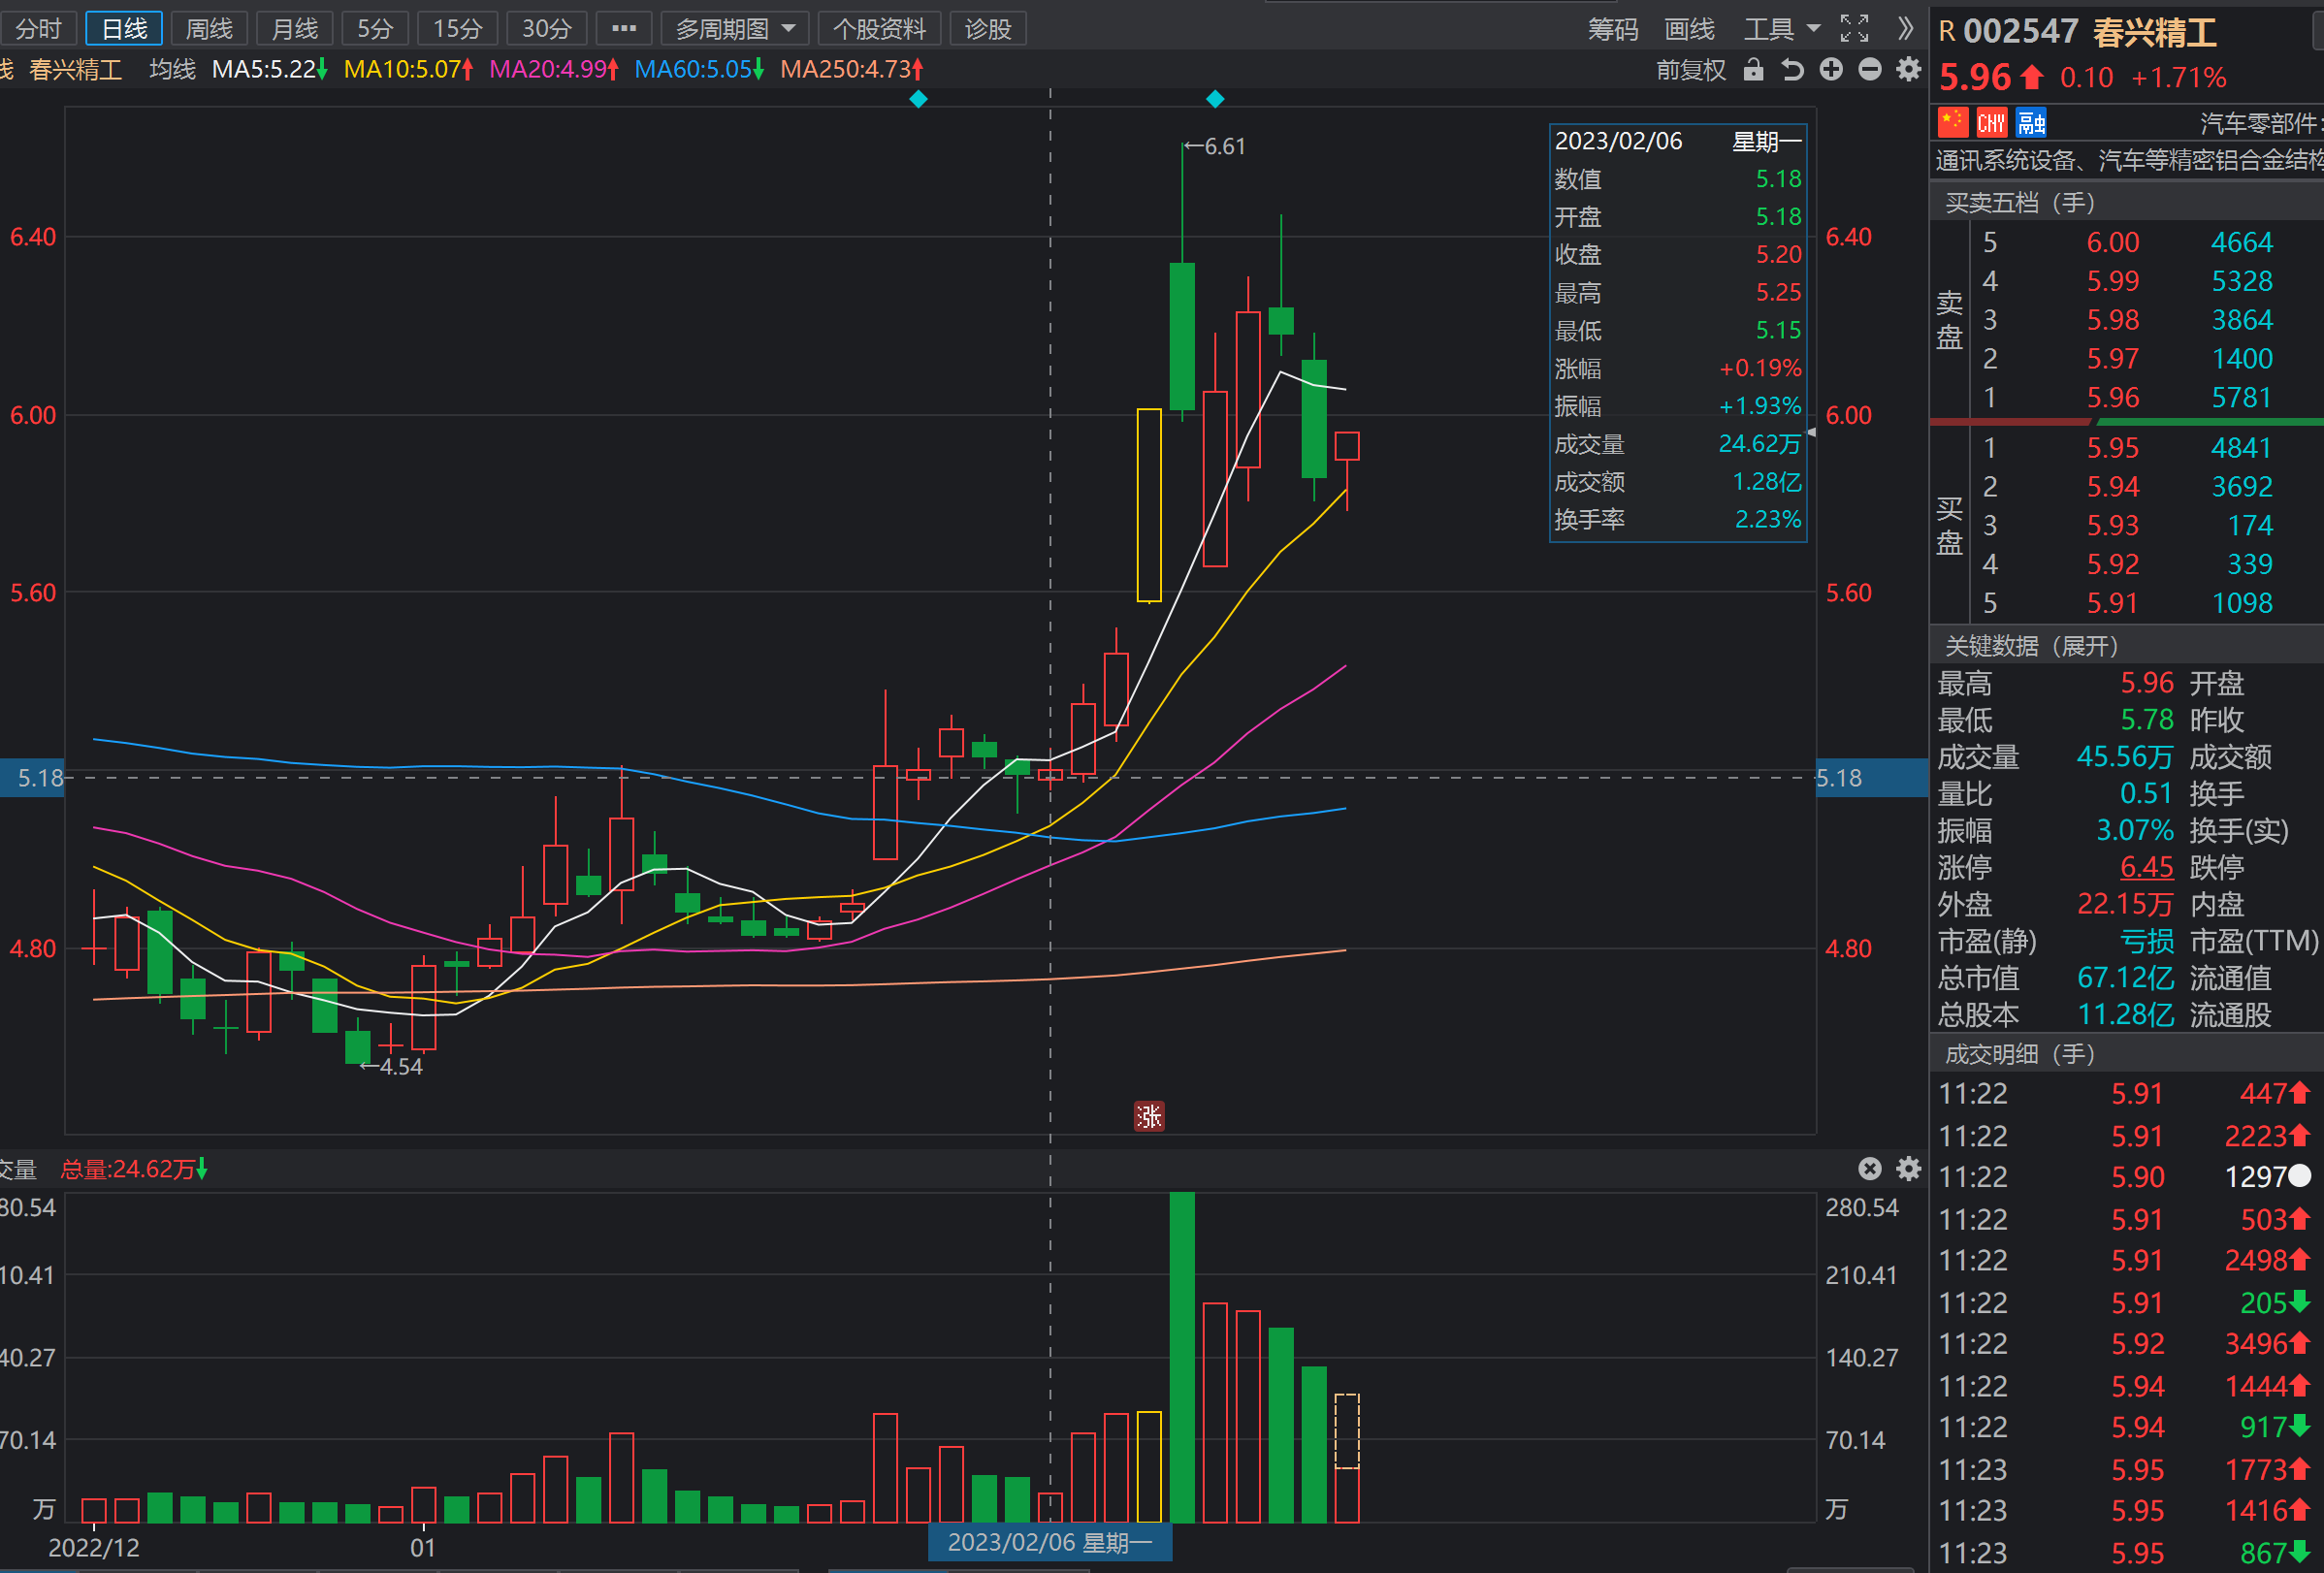 分时 日线 周线 月线 5分 15分 30分 ··· 多周期图 个股资料 诊股 筹码 画线 工具
线 春兴精工 均线 MA5:5.22↓ MA10:5.07↑ MA20:4.99↑ MA60:5.05↓ MA250:4.73↑ 前复权
6.40
6.00
5.60
5.18
4.80
←6.61
←4.54
涨
2023/02/06 星期一
数值 5.18
开盘 5.18
收盘 5.20
最高 5.25
最低 5.15
涨幅 +0.19%
振幅 +1.93%
成交量 24.62万
成交额 1.28亿
换手率 2.23%
6.40
6.00
5.60
5.18
4.80
交量 总量:24.62万↓
80.54
10.41
40.27
70.14
万
280.54
210.41
140.27
70.14
万
2022/12 01 2023/02/06 星期一
R 002547 春兴精工
5.96 ↑ 0.10 +1.71%
CNY 融 汽车零部件:
通讯系统设备、汽车等精密铝合金结构
买卖五档（手）
卖盘
5 6.00 4664
4 5.99 5328
3 5.98 3864
2 5.97 1400
1 5.96 5781
买盘
1 5.95 4841
2 5.94 3692
3 5.93 174
4 5.92 339
5 5.91 1098
关键数据（展开）
最高 5.96 开盘
最低 5.78 昨收
成交量 45.56万 成交额
量比 0.51 换手
振幅 3.07% 换手(实)
涨停 6.45 跌停
外盘 22.15万 内盘
市盈(静) 亏损 市盈(TTM)
总市值 67.12亿 流通值
总股本 11.28亿 流通股
成交明细（手）
11:22 5.91 447↑
11:22 5.91 2223↑
11:22 5.90 1297
11:22 5.91 503↑
11:22 5.91 2498↑
11:22 5.91 205↓
11:22 5.92 3496↑
11:22 5.94 1444↑
11:22 5.94 917↓
11:23 5.95 1773↑
11:23 5.95 1416↑
11:23 5.95 867↓